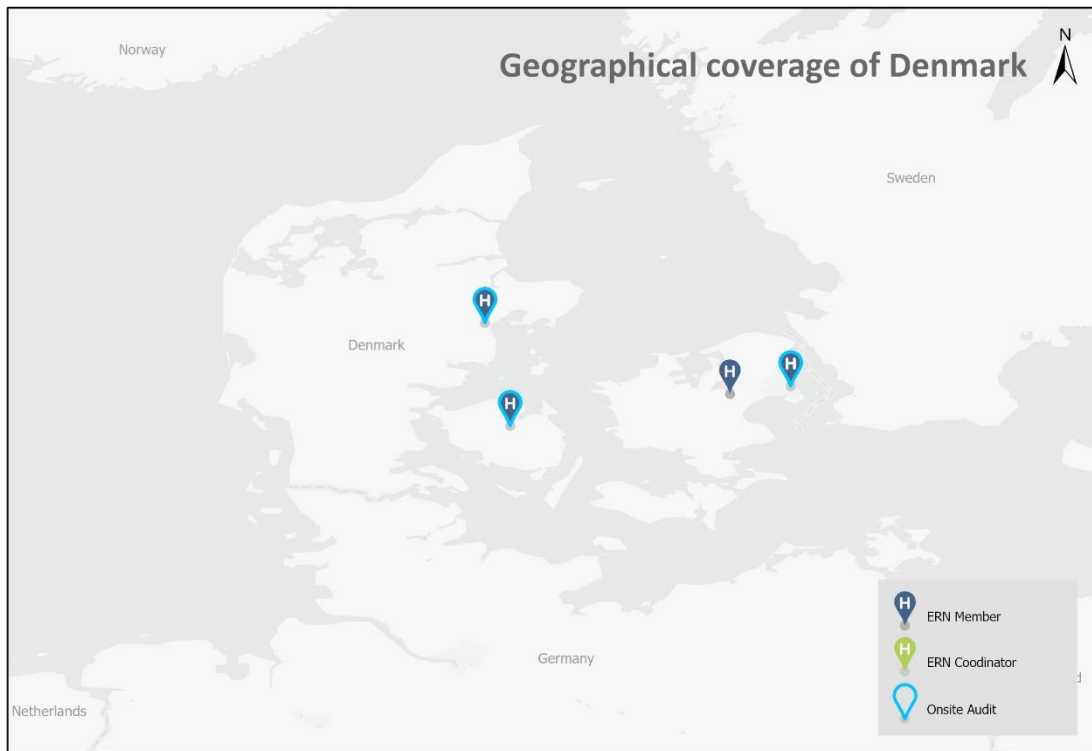 Norway
N
Geographical coverage of Denmark
Sweden
H
Denmark
H
H
H
H
ERN Member
H
ERN Coodinator
Germany
d
Netherlands
Onsite Audit